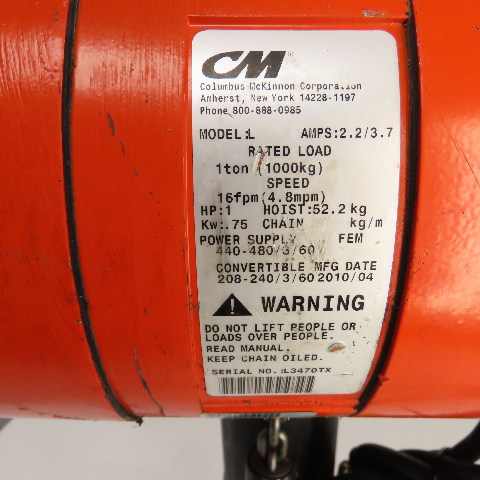 CM
Columbus McKinnon Corporation
Amherst, New York 14228-1197
Phone 800-888-0985
MODEL:L AMPS:2.2/3.7
RATED LOAD
1ton (1000kg)
SPEED
16fpm(4.8mpm)
HP:1 HOIST:52.2kg
Kw:.75 CHAIN kg/m
POWER SUPPLY FEM
440-480/3/60
CONVERTIBLE MFG DATE
208-240/3/60 2010/04
WARNING
DO NOT LIFT PEOPLE OR
LOADS OVER PEOPLE.
READ MANUAL.
KEEP CHAIN OILED.
SERIAL NO.:L3470TX